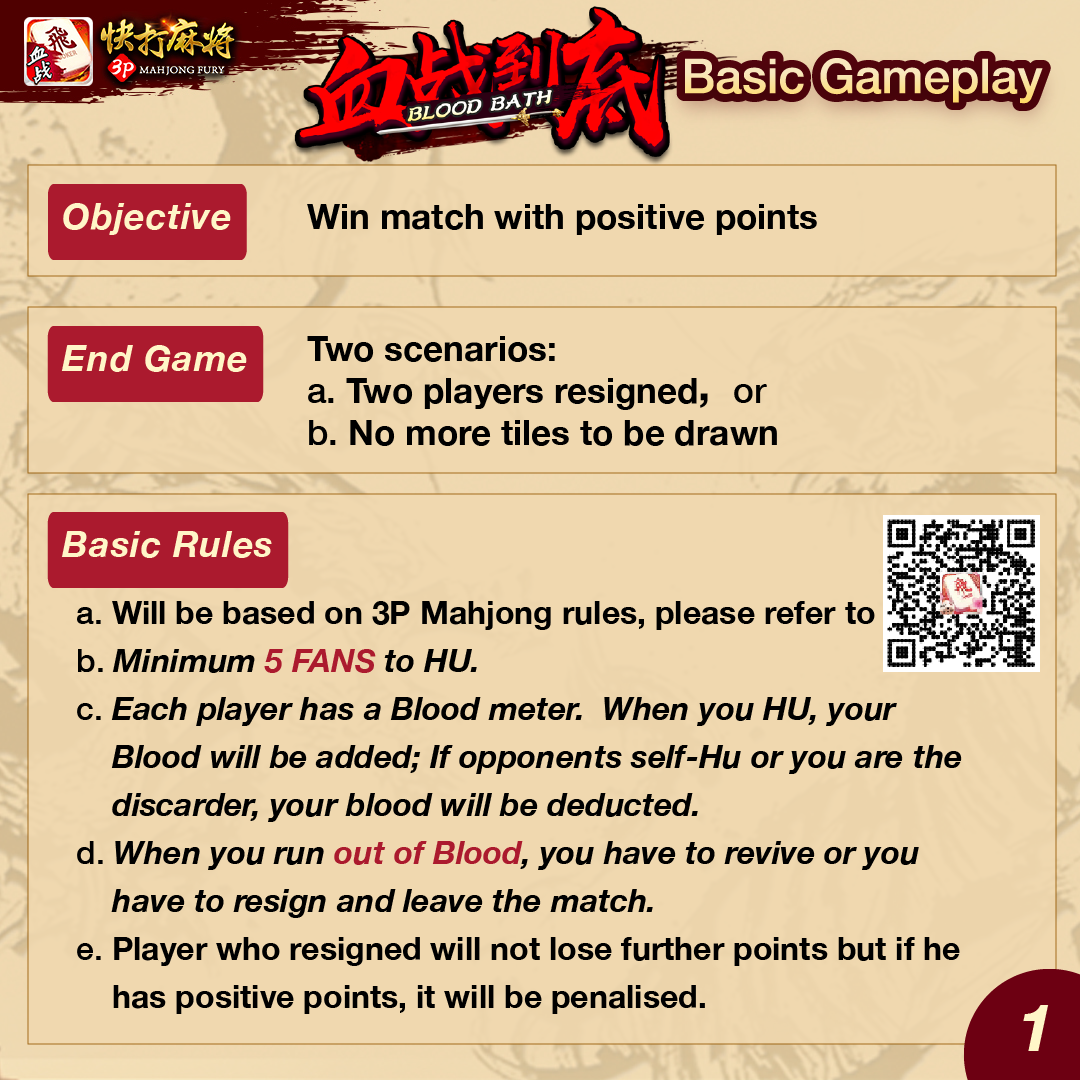 飛
血战
快打麻将
3P MAHJONG FURY
血战到底
BLOOD BATH
Basic Gameplay
Objective
Win match with positive points
End Game
Two scenarios:
a. Two players resigned, or
b. No more tiles to be drawn
Basic Rules
a. Will be based on 3P Mahjong rules, please refer to
b. Minimum 5 FANS to HU.
c. Each player has a Blood meter. When you HU, your
Blood will be added; If opponents self-Hu or you are the
discarder, your blood will be deducted.
d. When you run out of Blood, you have to revive or you
have to resign and leave the match.
e. Player who resigned will not lose further points but if he
has positive points, it will be penalised.
飛
1